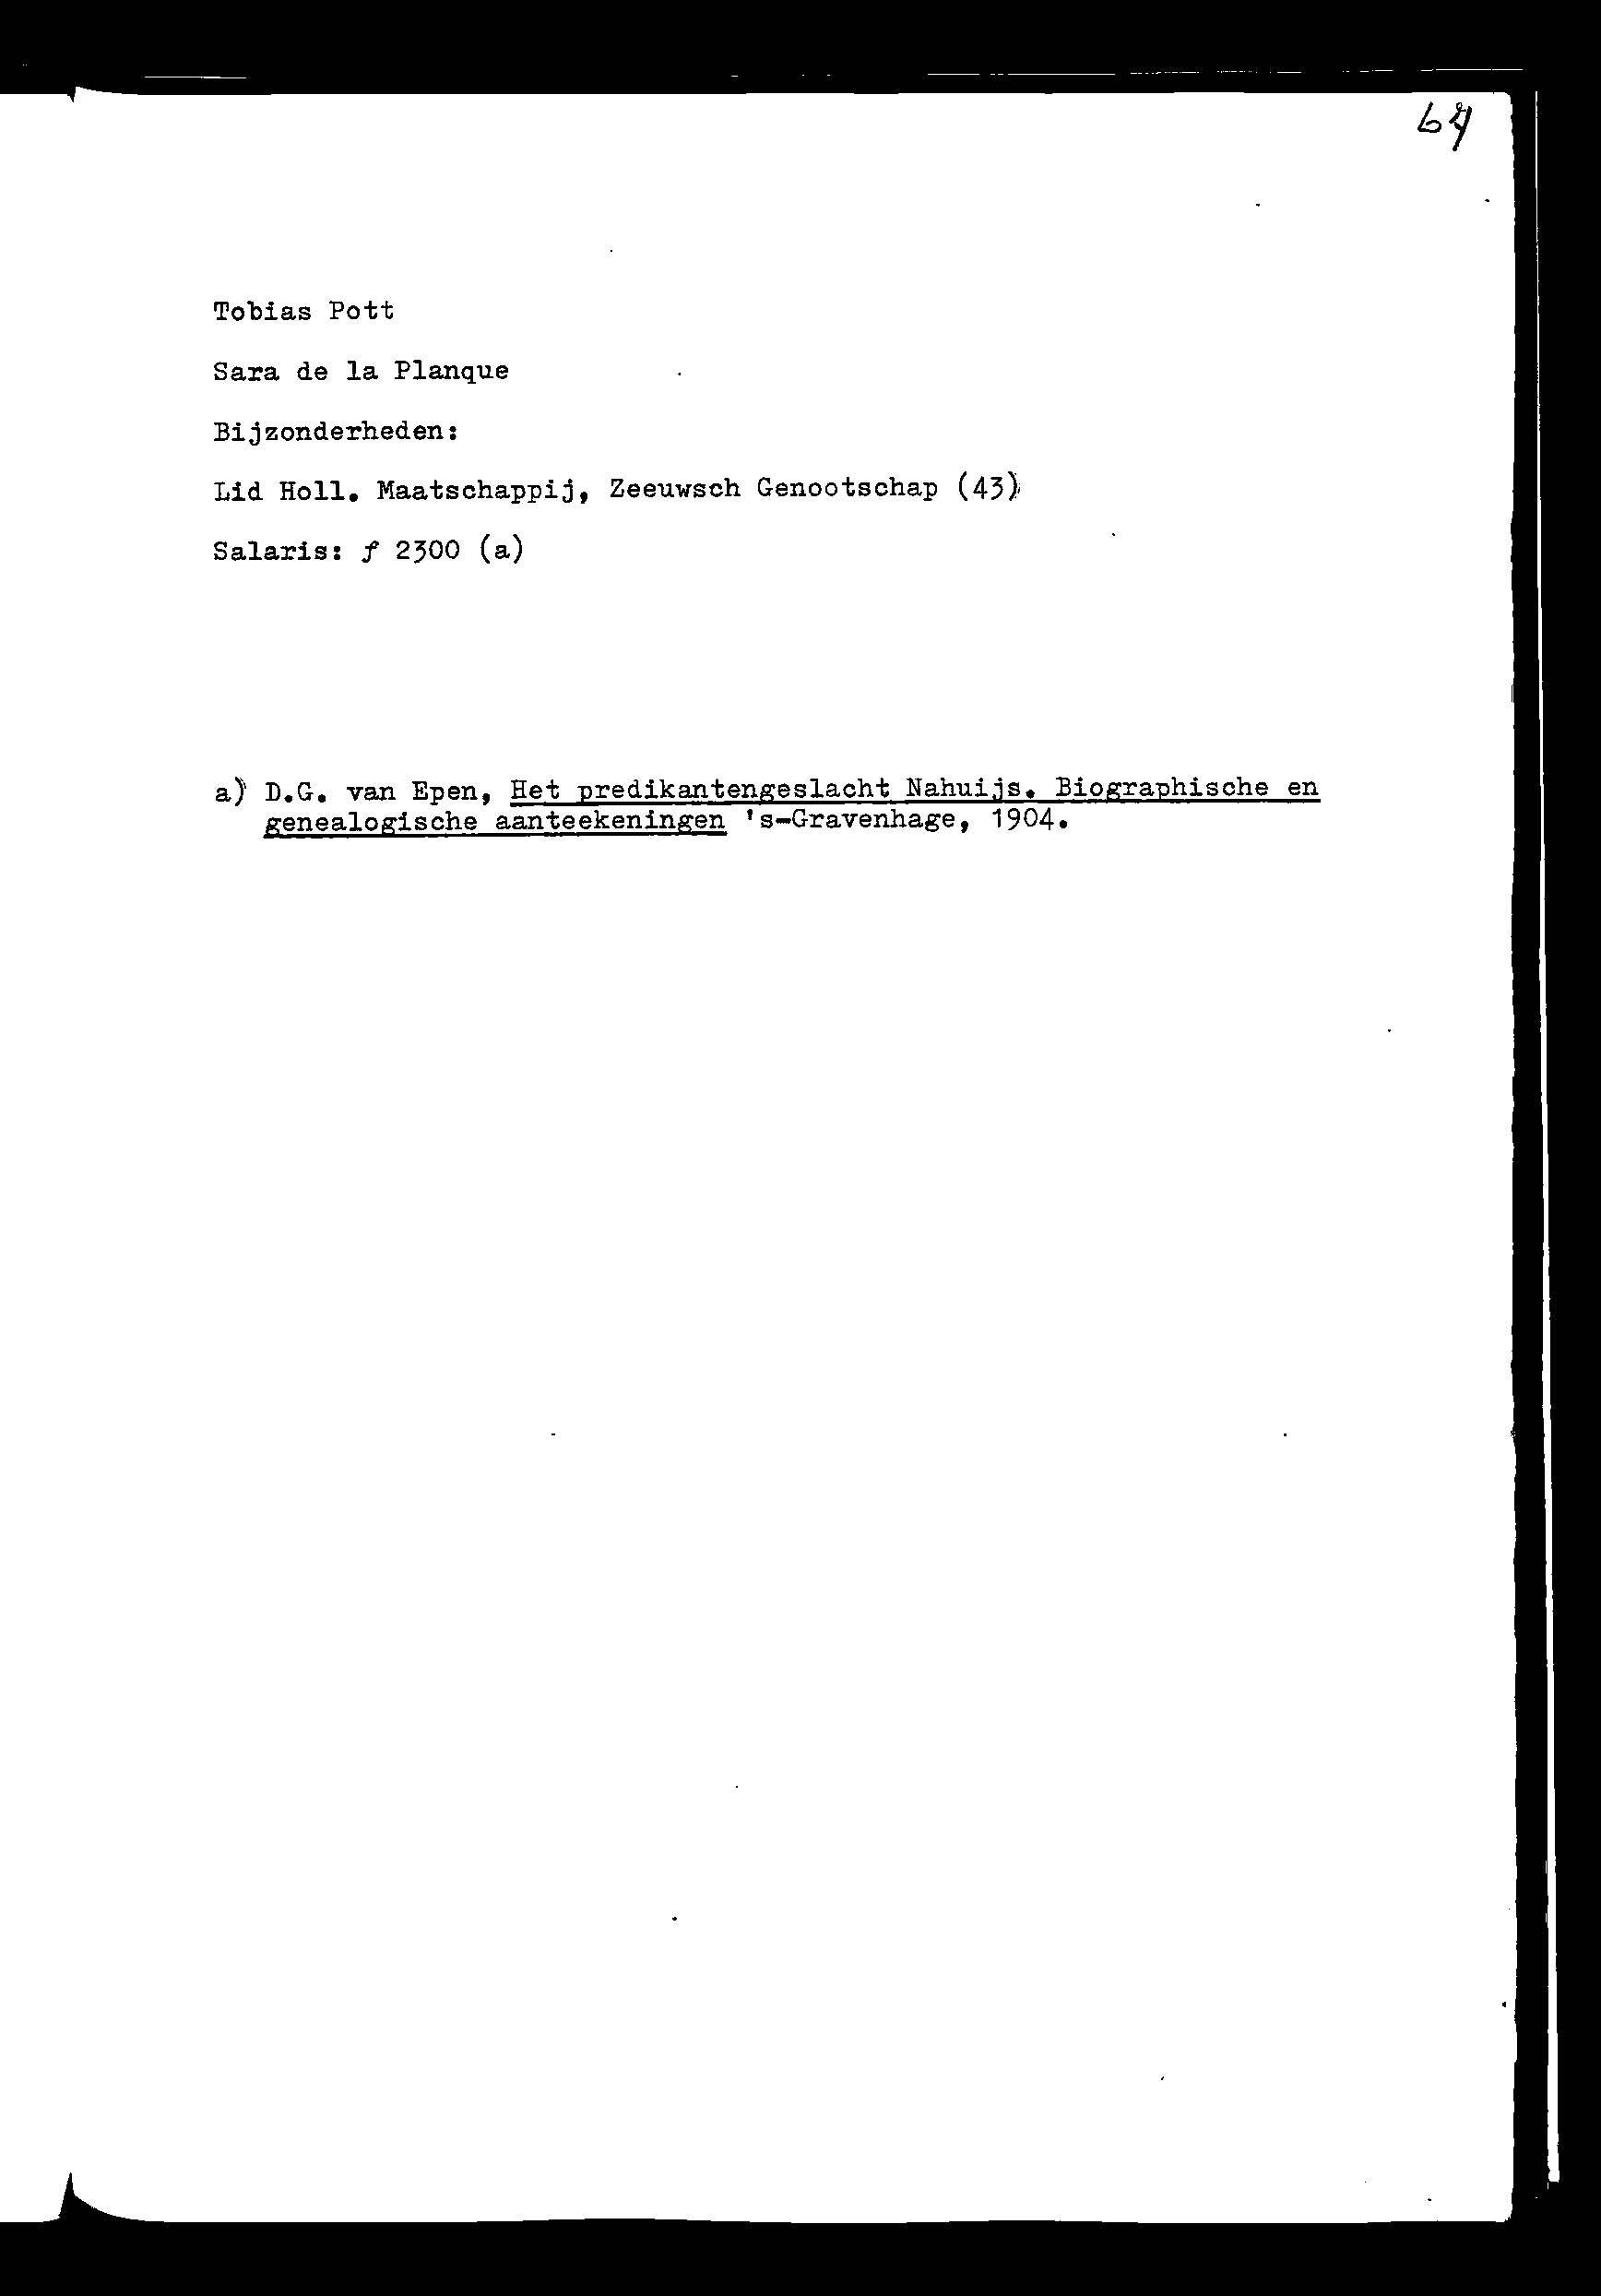 Tobias Pott
Sara de la Planque
Bijzonderheden:
Lid Holl. Maatschappij, Zeeuwsch Genootschap (43)
Salaris: ƒ 2300 (a)
a) D.G. van Epen, Het predikantengeslacht Nahuijs. Biographische en
genealogische aanteekeningen 's-Gravenhage, 1904.